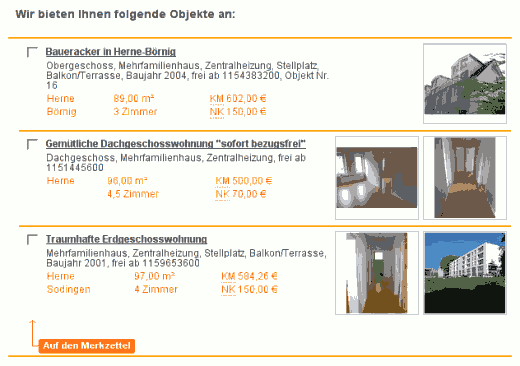 Wir bieten Ihnen folgende Objekte an:
Baueracker in Herne-Börnig
Obergeschoss, Mehrfamilienhaus, Zentralheizung, Stellplatz,
Balkon/Terrasse, Baujahr 2004, frei ab 1154383200, Objekt Nr.
16
Herne 89,00 m² KM 602,00 €
Börnig 3 Zimmer NK 150,00 €
Gemütliche Dachgeschosswohnung "sofort bezugsfrei"
Dachgeschoss, Mehrfamilienhaus, Zentralheizung, frei ab
1151445600
Herne 96,00 m² KM 500,00 €
4,5 Zimmer NK 70,00 €
Traumhafte Erdgeschosswohnung
Mehrfamilienhaus, Zentralheizung, Stellplatz, Balkon/Terrasse,
Baujahr 2001, frei ab 1159653600
Herne 97,00 m² KM 584,26 €
Sodingen 4 Zimmer NK 150,00 €
Auf den Merkzettel